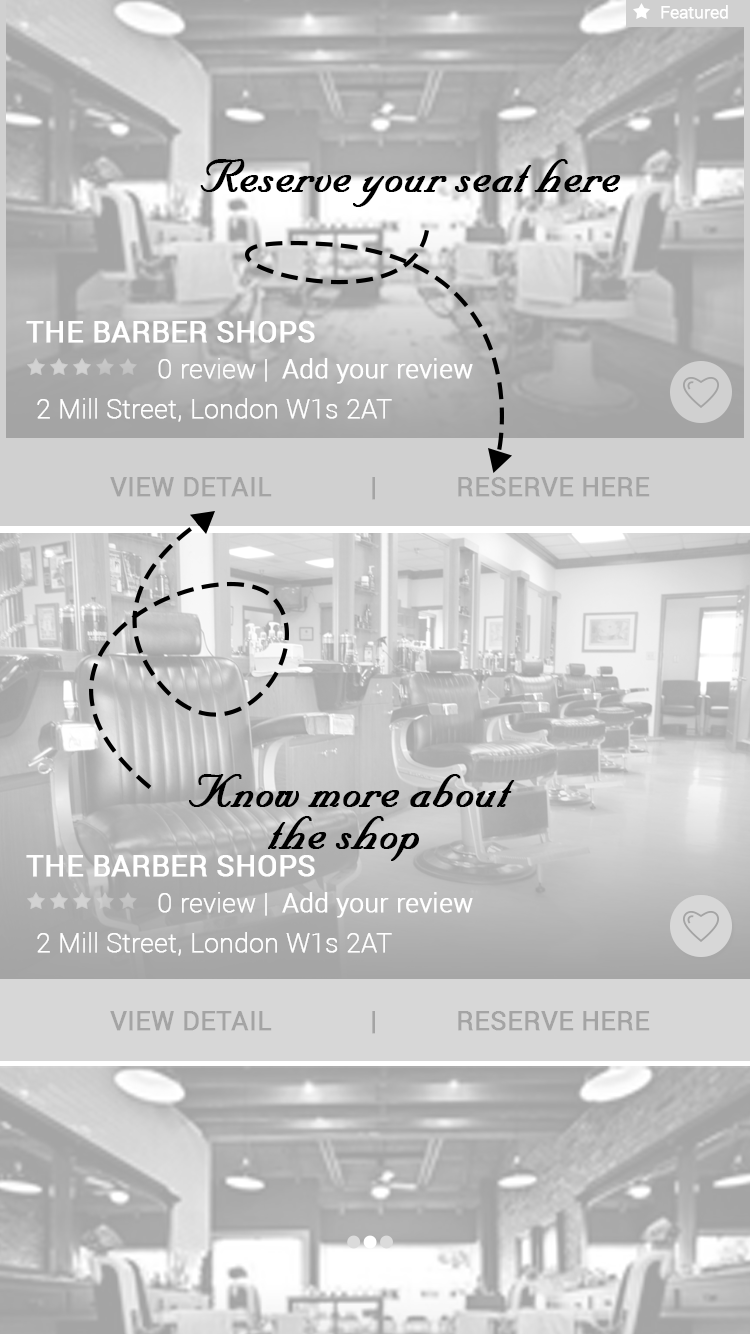 Featured
Reserve your seat here
THE BARBER SHOPS
0 review | Add your review
2 Mill Street, London W1s 2AT
VIEW DETAIL | RESERVE HERE
Know more about
the shop
THE BARBER SHOPS
0 review | Add your review
2 Mill Street, London W1s 2AT
VIEW DETAIL | RESERVE HERE